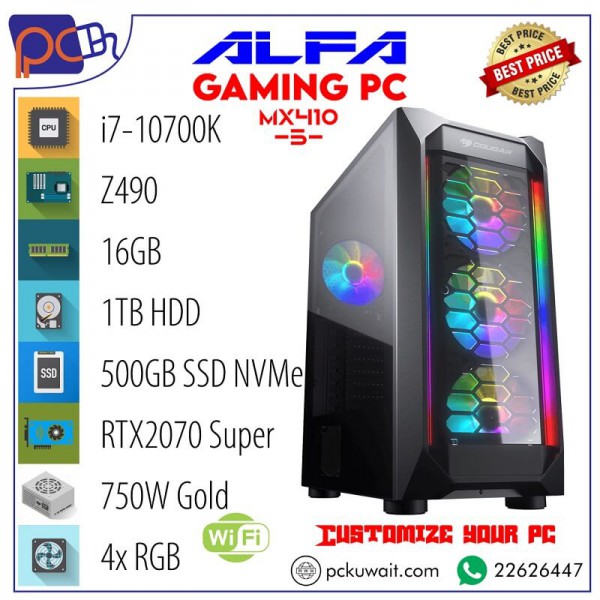 pcQ8
ALFA
GAMING PC
MX410
-5-
BEST PRICE
BEST PRICE
BEST PRICE
CPU
i7-10700K
Z490
16GB
1TB HDD
SSD
500GB SSD NVMe
RTX2070 Super
750W Gold
4x RGB
WiFi
COUGAR
CUSTOMIZE YOUR PC
pckuwait.com
22626447